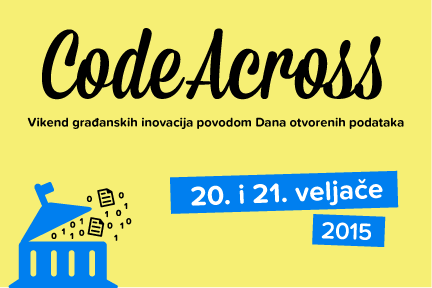 CodeAcross
Vikend građanskih inovacija povodom Dana otvorenih podataka
20. i 21. veljače
2015